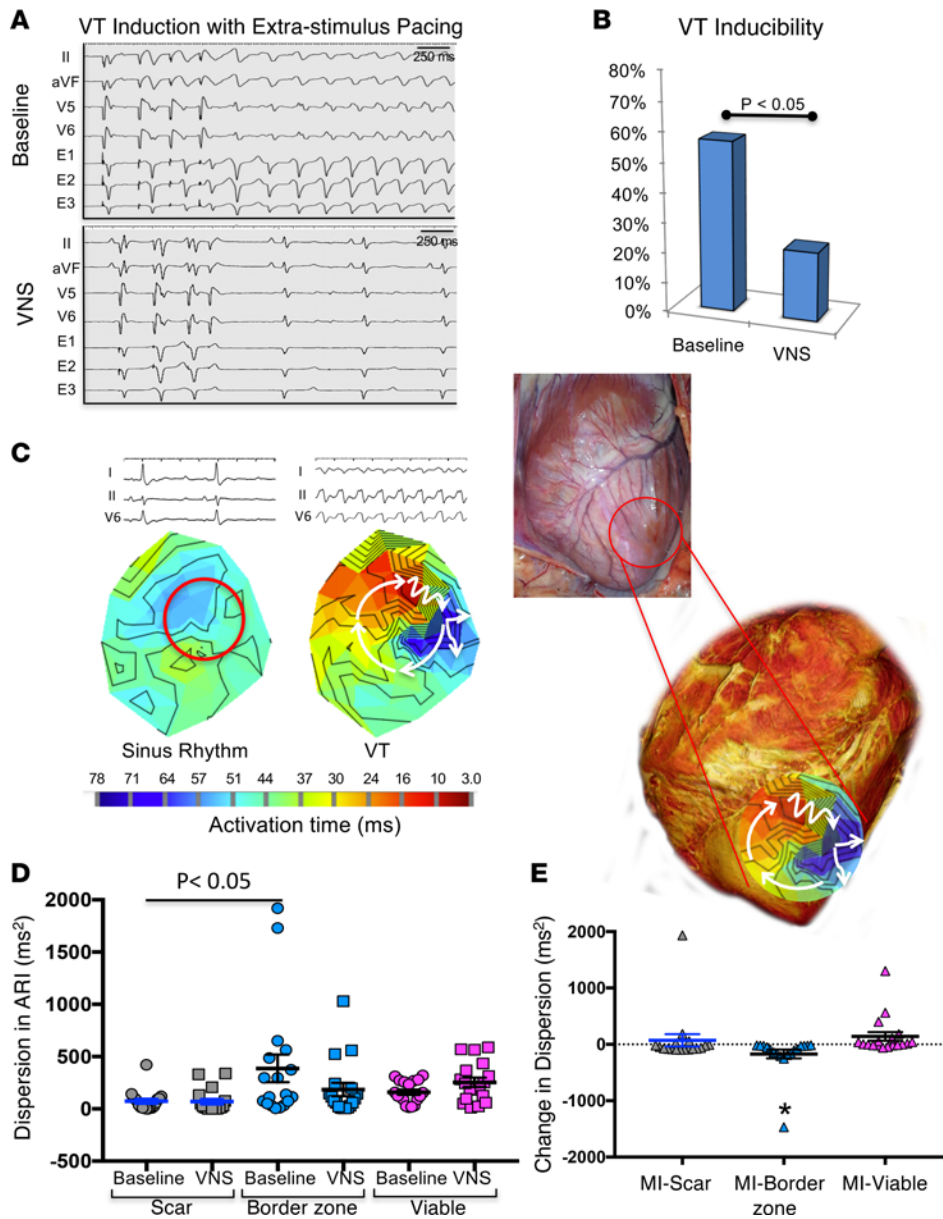 A
VT Induction with Extra-stimulus Pacing
Baseline
250 ms
II
aVF
V5
V6
E1
E2
E3
VNS
250 ms
II
aVF
V5
V6
E1
E2
E3
B
VT Inducibility
80%
70%
60%
50%
40%
30%
20%
10%
0%
P < 0.05
Baseline
VNS
C
I
II
V6
I
II
V6
Sinus Rhythm
VT
78 71 64 57 51 44 37 30 24 16 10 3.0
Activation time (ms)
D
P< 0.05
Dispersion in ARI (ms²)
2000
1500
1000
500
0
-500
Baseline VNS Baseline VNS Baseline VNS
Scar Border zone Viable
E
Change in Dispersion (ms²)
2000
1000
0
-1000
-2000
*
MI-Scar MI-Border MI-Viable
zone